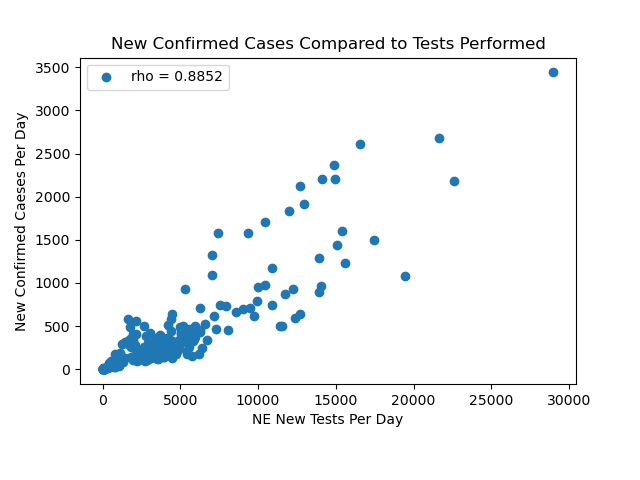 New Confirmed Cases Compared to Tests Performed
rho = 0.8852
New Confirmed Caeses Per Day
3500
3000
2500
2000
1500
1000
500
0
0 5000 10000 15000 20000 25000 30000
NE New Tests Per Day